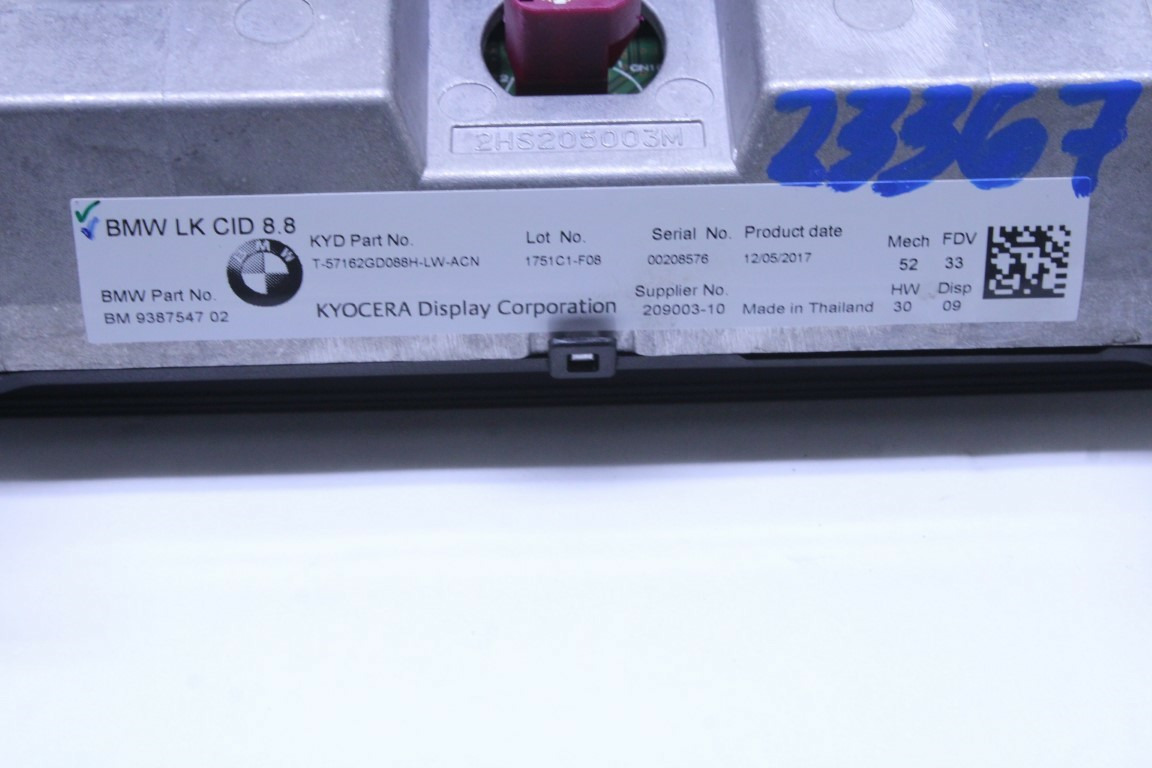 CN1
2HS205003M
23367
BMW LK CID 8.8
BMW
BMW Part No.
BM 9387547 02
KYD Part No.
T-57162GD088H-LW-ACN
KYOCERA Display Corporation
Lot No.
1751C1-F08
Serial No.
00208576
Supplier No.
209003-10
Product date
12/05/2017
Made in Thailand
Mech FDV
52 33
HW Disp
30 09